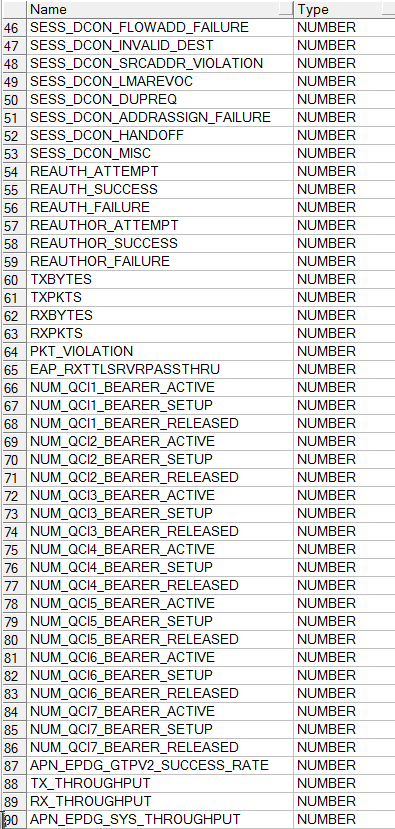 Name Type
46 SESS_DCON_FLOWADD_FAILURE NUMBER
47 SESS_DCON_INVALID_DEST NUMBER
48 SESS_DCON_SRCADDR_VIOLATION NUMBER
49 SESS_DCON_LMAREVOC NUMBER
50 SESS_DCON_DUPREQ NUMBER
51 SESS_DCON_ADDRASSIGN_FAILURE NUMBER
52 SESS_DCON_HANDOFF NUMBER
53 SESS_DCON_MISC NUMBER
54 REAUTH_ATTEMPT NUMBER
55 REAUTH_SUCCESS NUMBER
56 REAUTH_FAILURE NUMBER
57 REAUTHOR_ATTEMPT NUMBER
58 REAUTHOR_SUCCESS NUMBER
59 REAUTHOR_FAILURE NUMBER
60 TXBYTES NUMBER
61 TXPKTS NUMBER
62 RXBYTES NUMBER
63 RXPKTS NUMBER
64 PKT_VIOLATION NUMBER
65 EAP_RXTTLSRVRPASSTHRU NUMBER
66 NUM_QCI1_BEARER_ACTIVE NUMBER
67 NUM_QCI1_BEARER_SETUP NUMBER
68 NUM_QCI1_BEARER_RELEASED NUMBER
69 NUM_QCI2_BEARER_ACTIVE NUMBER
70 NUM_QCI2_BEARER_SETUP NUMBER
71 NUM_QCI2_BEARER_RELEASED NUMBER
72 NUM_QCI3_BEARER_ACTIVE NUMBER
73 NUM_QCI3_BEARER_SETUP NUMBER
74 NUM_QCI3_BEARER_RELEASED NUMBER
75 NUM_QCI4_BEARER_ACTIVE NUMBER
76 NUM_QCI4_BEARER_SETUP NUMBER
77 NUM_QCI4_BEARER_RELEASED NUMBER
78 NUM_QCI5_BEARER_ACTIVE NUMBER
79 NUM_QCI5_BEARER_SETUP NUMBER
80 NUM_QCI5_BEARER_RELEASED NUMBER
81 NUM_QCI6_BEARER_ACTIVE NUMBER
82 NUM_QCI6_BEARER_SETUP NUMBER
83 NUM_QCI6_BEARER_RELEASED NUMBER
84 NUM_QCI7_BEARER_ACTIVE NUMBER
85 NUM_QCI7_BEARER_SETUP NUMBER
86 NUM_QCI7_BEARER_RELEASED NUMBER
87 APN_EPDG_GTPV2_SUCCESS_RATE NUMBER
88 TX_THROUGHPUT NUMBER
89 RX_THROUGHPUT NUMBER
90 APN_EPDG_SYS_THROUGHPUT NUMBER